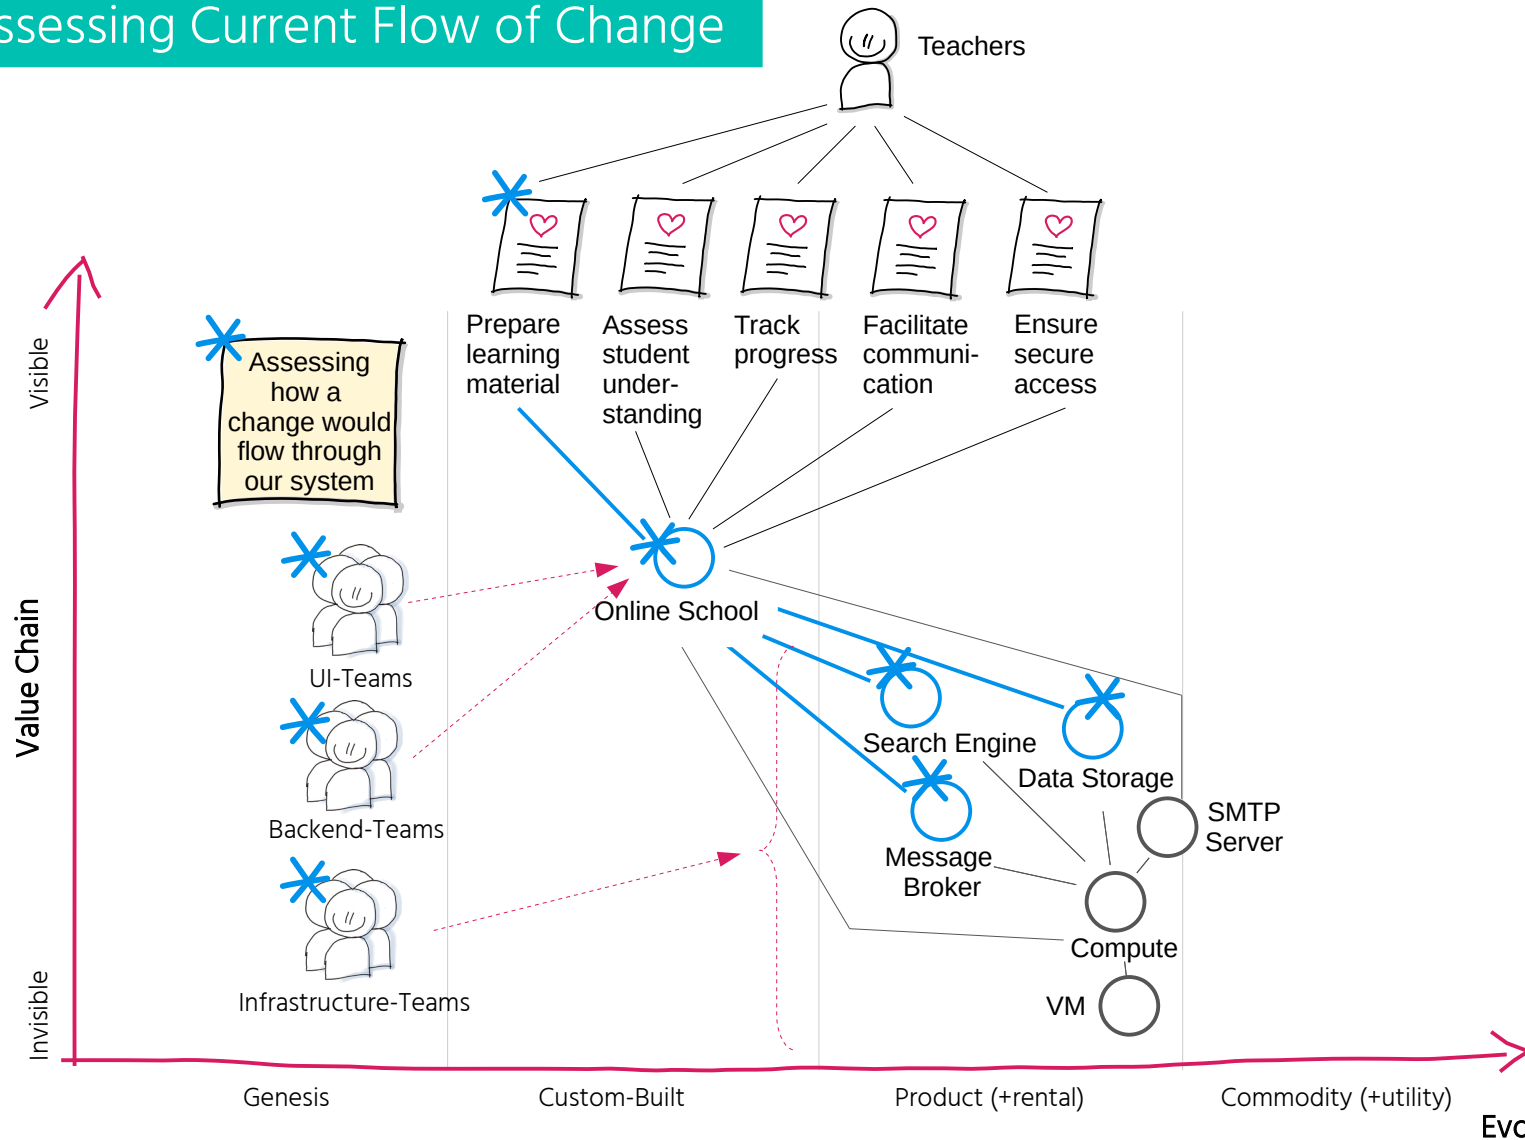 ssessing Current Flow of Change
Teachers
Prepare
learning
material
Assess
student
under-
standing
Track
progress
Facilitate
communi-
cation
Ensure
secure
access
Visible
Assessing
how a
change would
flow through
our system
Value Chain
Online School
UI-Teams
Search Engine
Data Storage
Backend-Teams
SMTP
Server
Message
Broker
Compute
Infrastructure-Teams
VM
Invisible
Genesis
Custom-Built
Product (+rental)
Commodity (+utility)
Evo